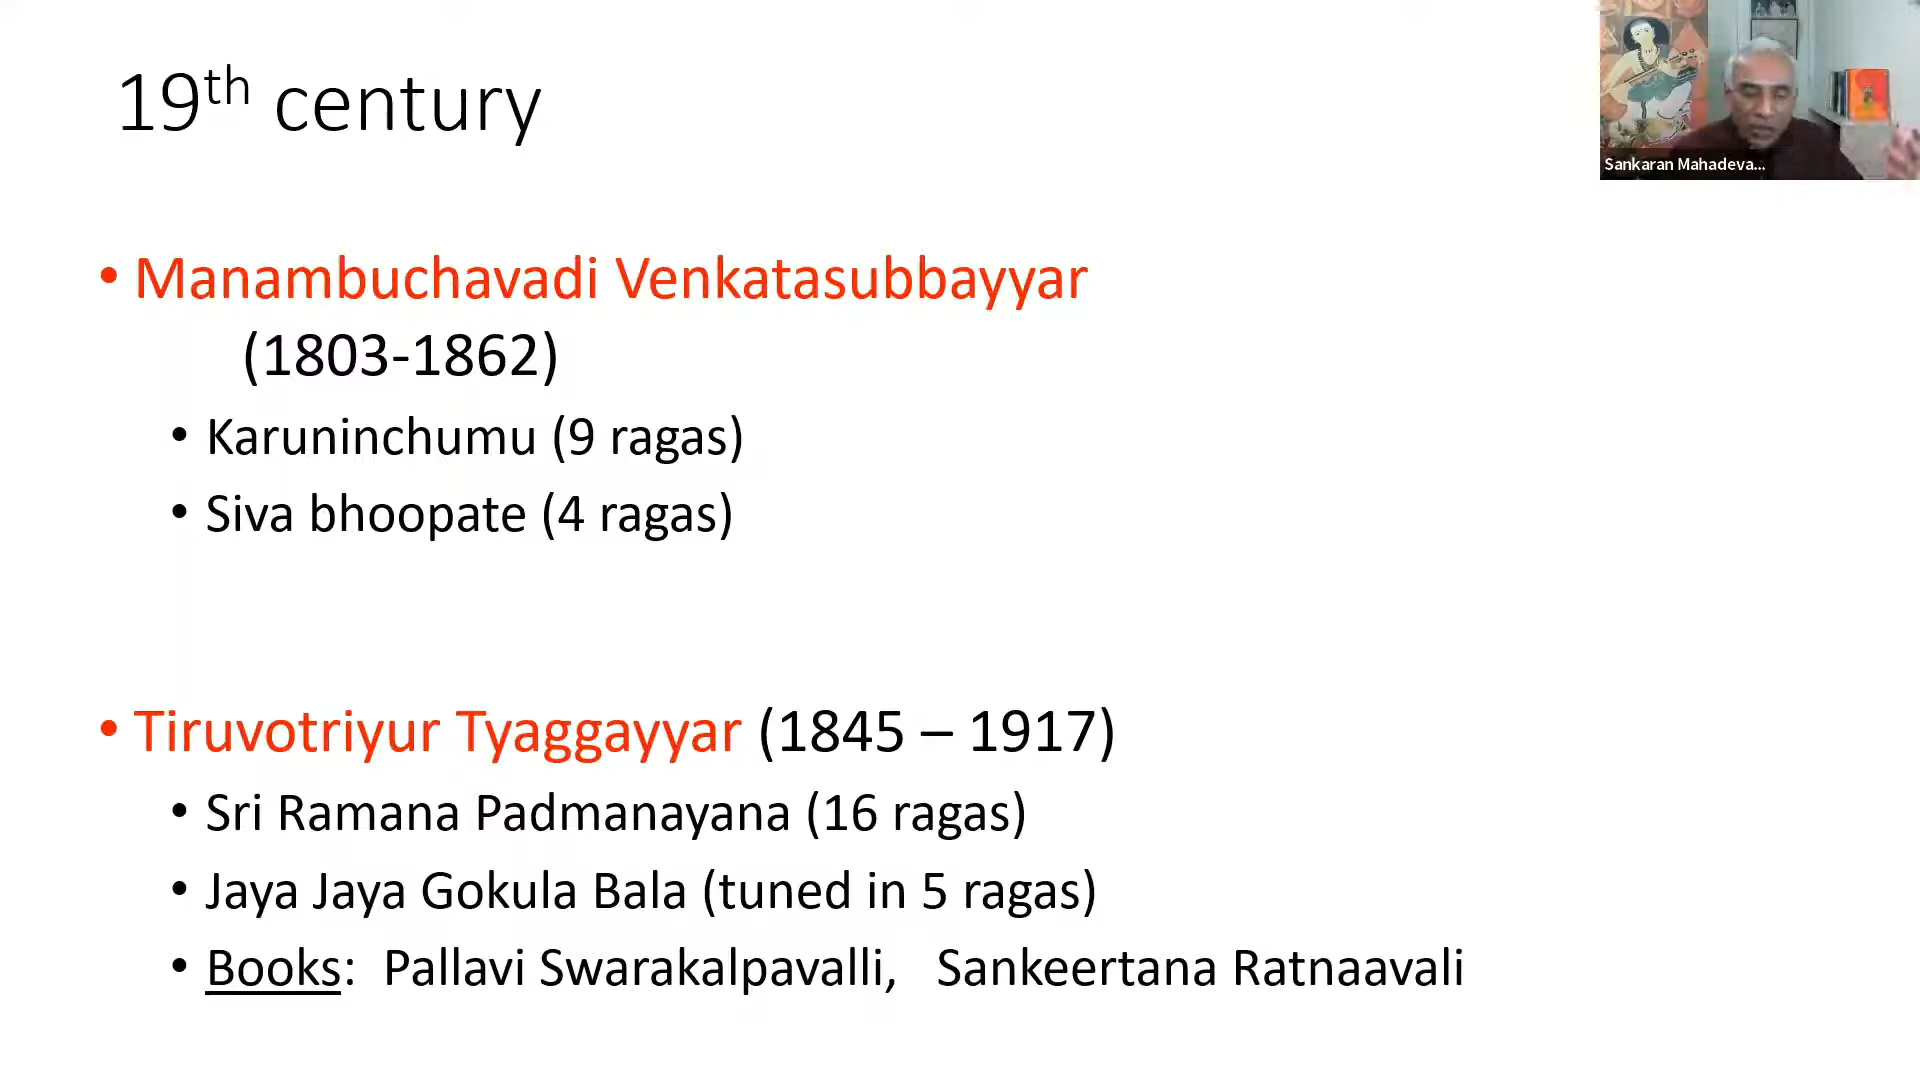 19th century
Sankaran Mahadeva...
• Manambuchavadi Venkatasubbayyar
(1803-1862)
• Karuninchumu (9 ragas)
• Siva bhoopate (4 ragas)
• Tiruvotriyur Tyaggayyar (1845 – 1917)
• Sri Ramana Padmanayana (16 ragas)
• Jaya Jaya Gokula Bala (tuned in 5 ragas)
• Books: Pallavi Swarakalpavalli, Sankeertana Ratnaavali